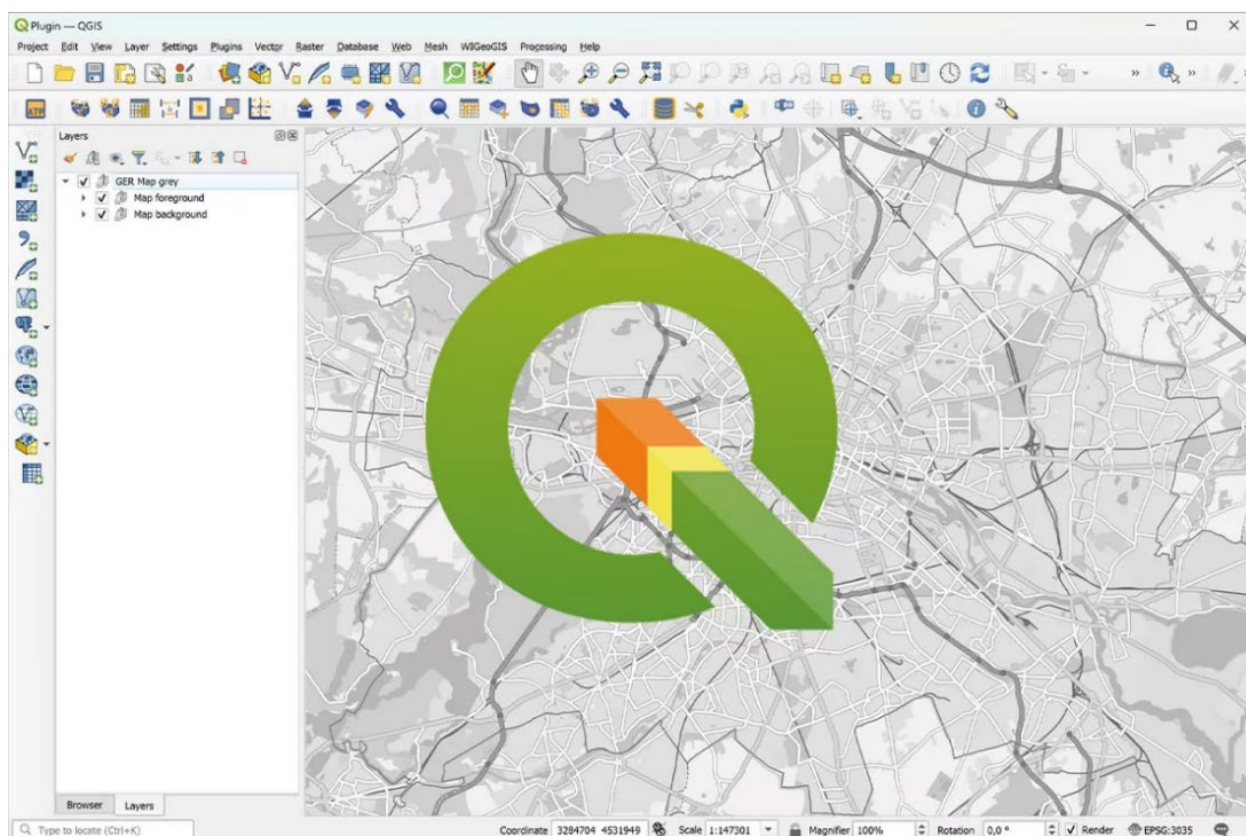 Plugin — QGIS
Project Edit View Layer Settings Plugins Vector Raster Database Web Mesh WIGeoGIS Processing Help
Layers
GER Map grey
Map foreground
Map background
Browser Layers
Type to locate (Ctrl+K) Coordinate 3284704 4531949 Scale 1:147301 Magnifier 100% Rotation 0,0 ° Render EPSG:3035